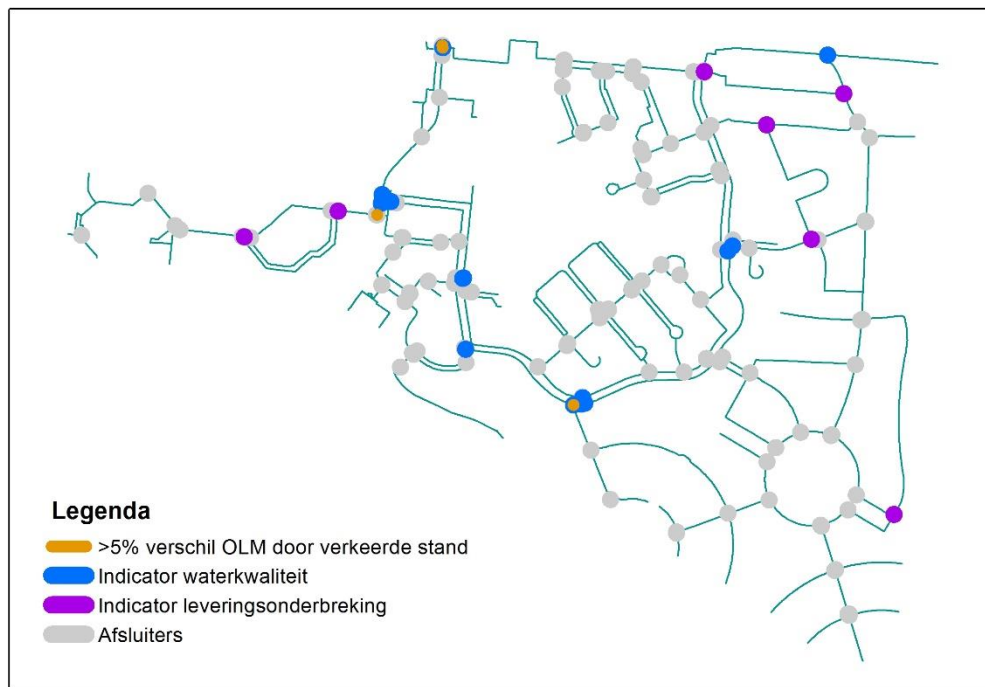 Legenda
>5% verschil OLM door verkeerde stand
Indicator waterkwaliteit
Indicator leveringsonderbreking
Afsluiters